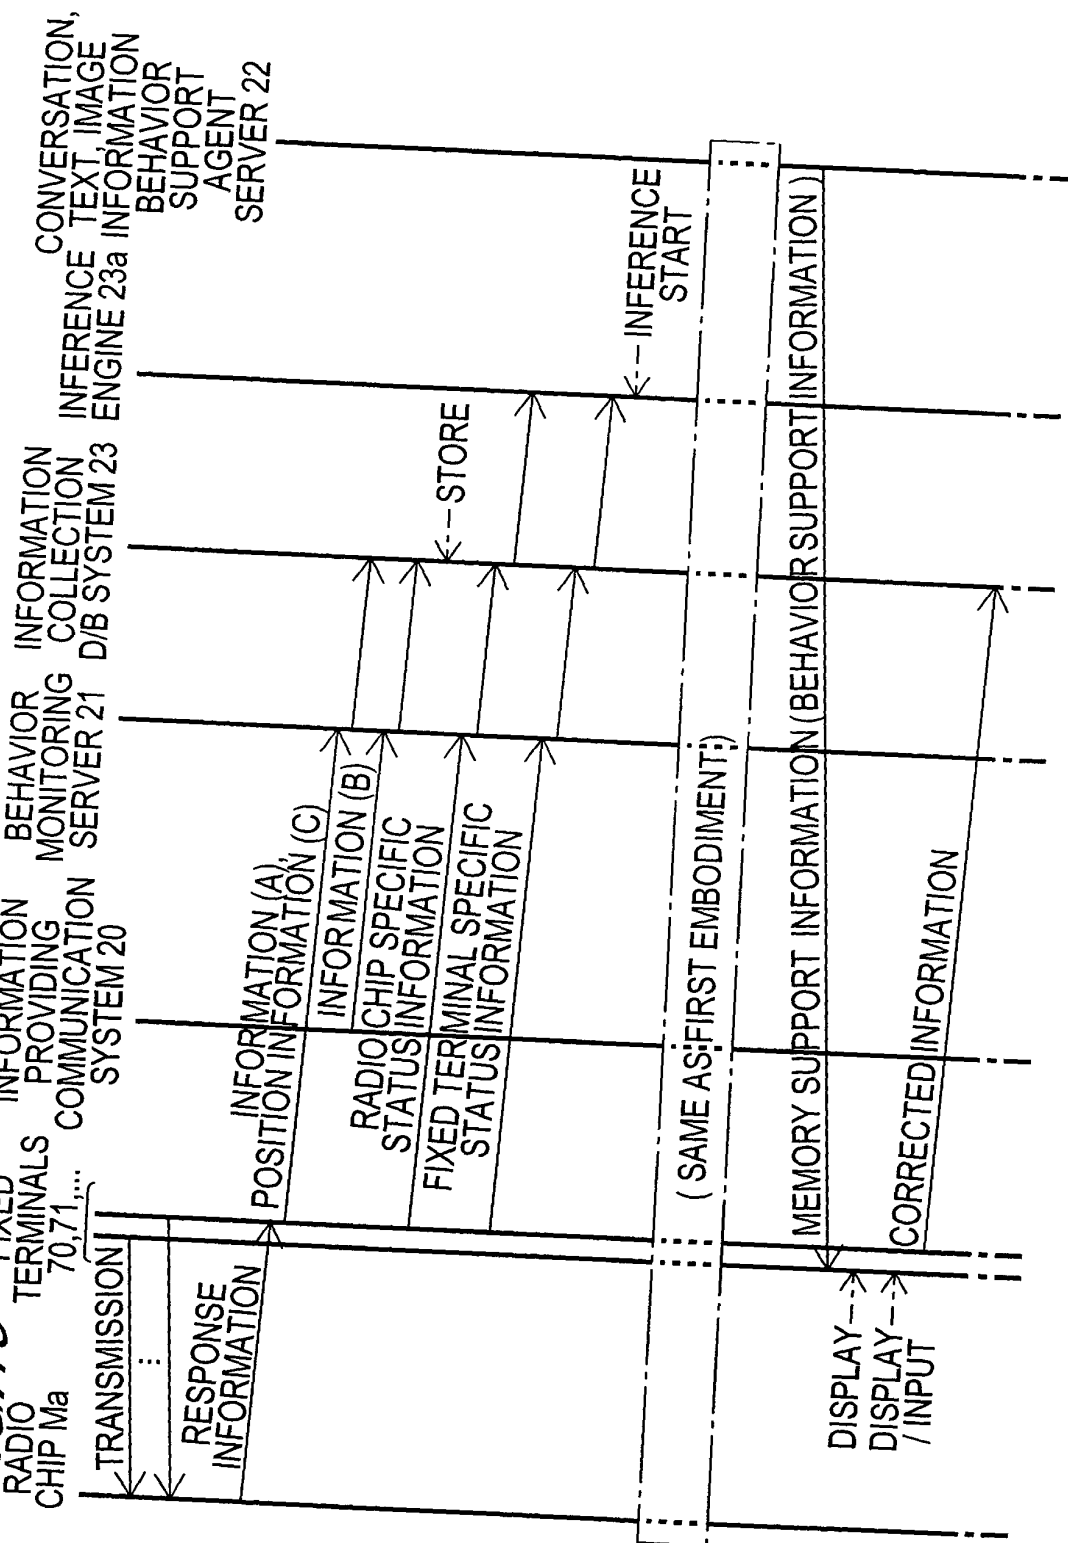 RADIO
CHIP Ma
FIXED
TERMINALS
70,71,...
INFORMATION
PROVIDING
COMMUNICATION
SYSTEM 20
BEHAVIOR
MONITORING
SERVER 21
INFORMATION
COLLECTION
D/B SYSTEM 23
INFERENCE
ENGINE 23a
CONVERSATION,
TEXT, IMAGE
INFORMATION
BEHAVIOR
SUPPORT
AGENT
SERVER 22
TRANSMISSION
...
RESPONSE
INFORMATION
INFORMATION (A),
POSITION INFORMATION (C)
INFORMATION (B)
RADIO CHIP SPECIFIC
STATUS INFORMATION
FIXED TERMINAL SPECIFIC
STATUS INFORMATION
STORE
INFERENCE
START
( SAME AS FIRST EMBODIMENT )
MEMORY SUPPORT INFORMATION ( BEHAVIOR SUPPORT INFORMATION )
DISPLAY
DISPLAY
/ INPUT
CORRECTED INFORMATION